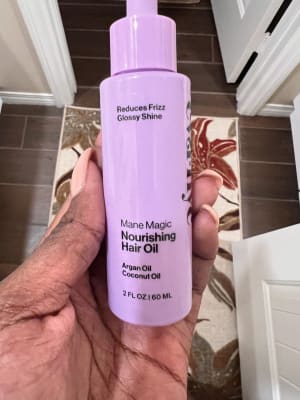 Reduces Frizz
Glossy Shine
Mane Magic
Nourishing
Hair Oil
Argan Oil
Coconut Oil
2 FL OZ | 60 ML